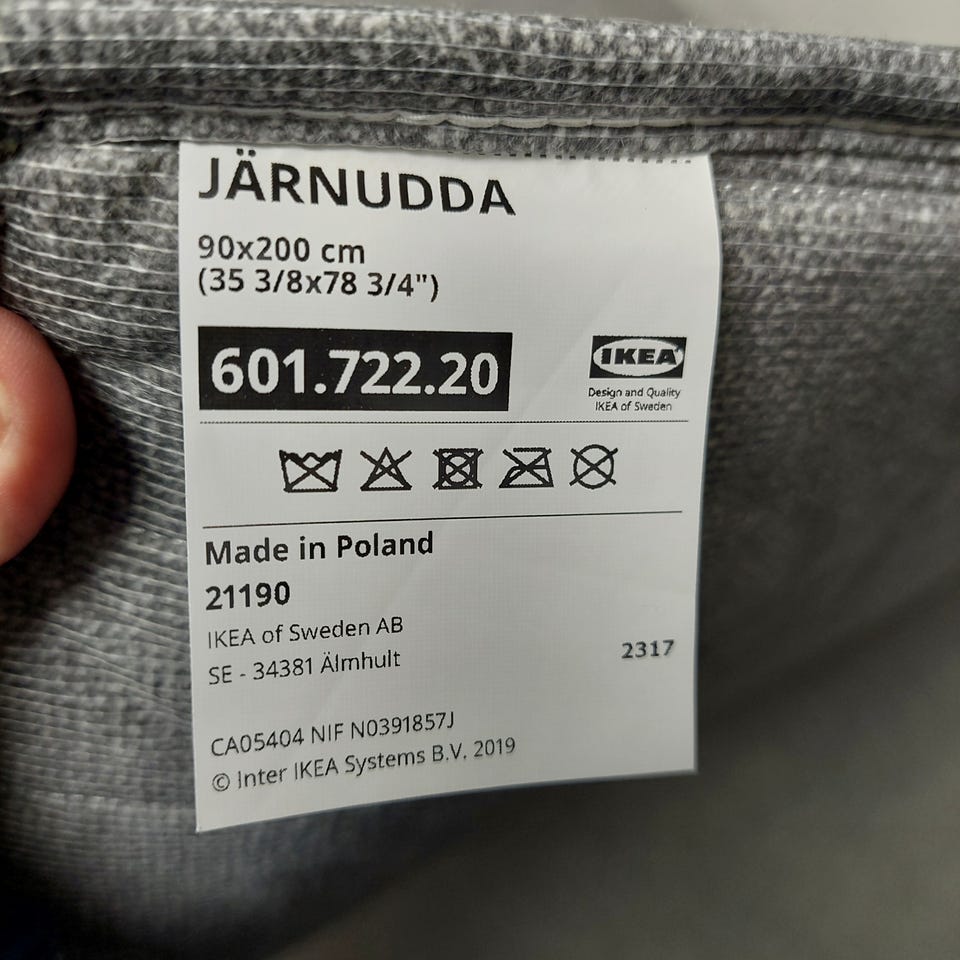 JÄRNUDDA
90x200 cm
(35 3/8x78 3/4")
601.722.20
IKEA
Design and Quality
IKEA of Sweden
Made in Poland
21190
IKEA of Sweden AB
SE - 34381 Älmhult
2317
CA05404 NIF N0391857J
© Inter IKEA Systems B.V. 2019